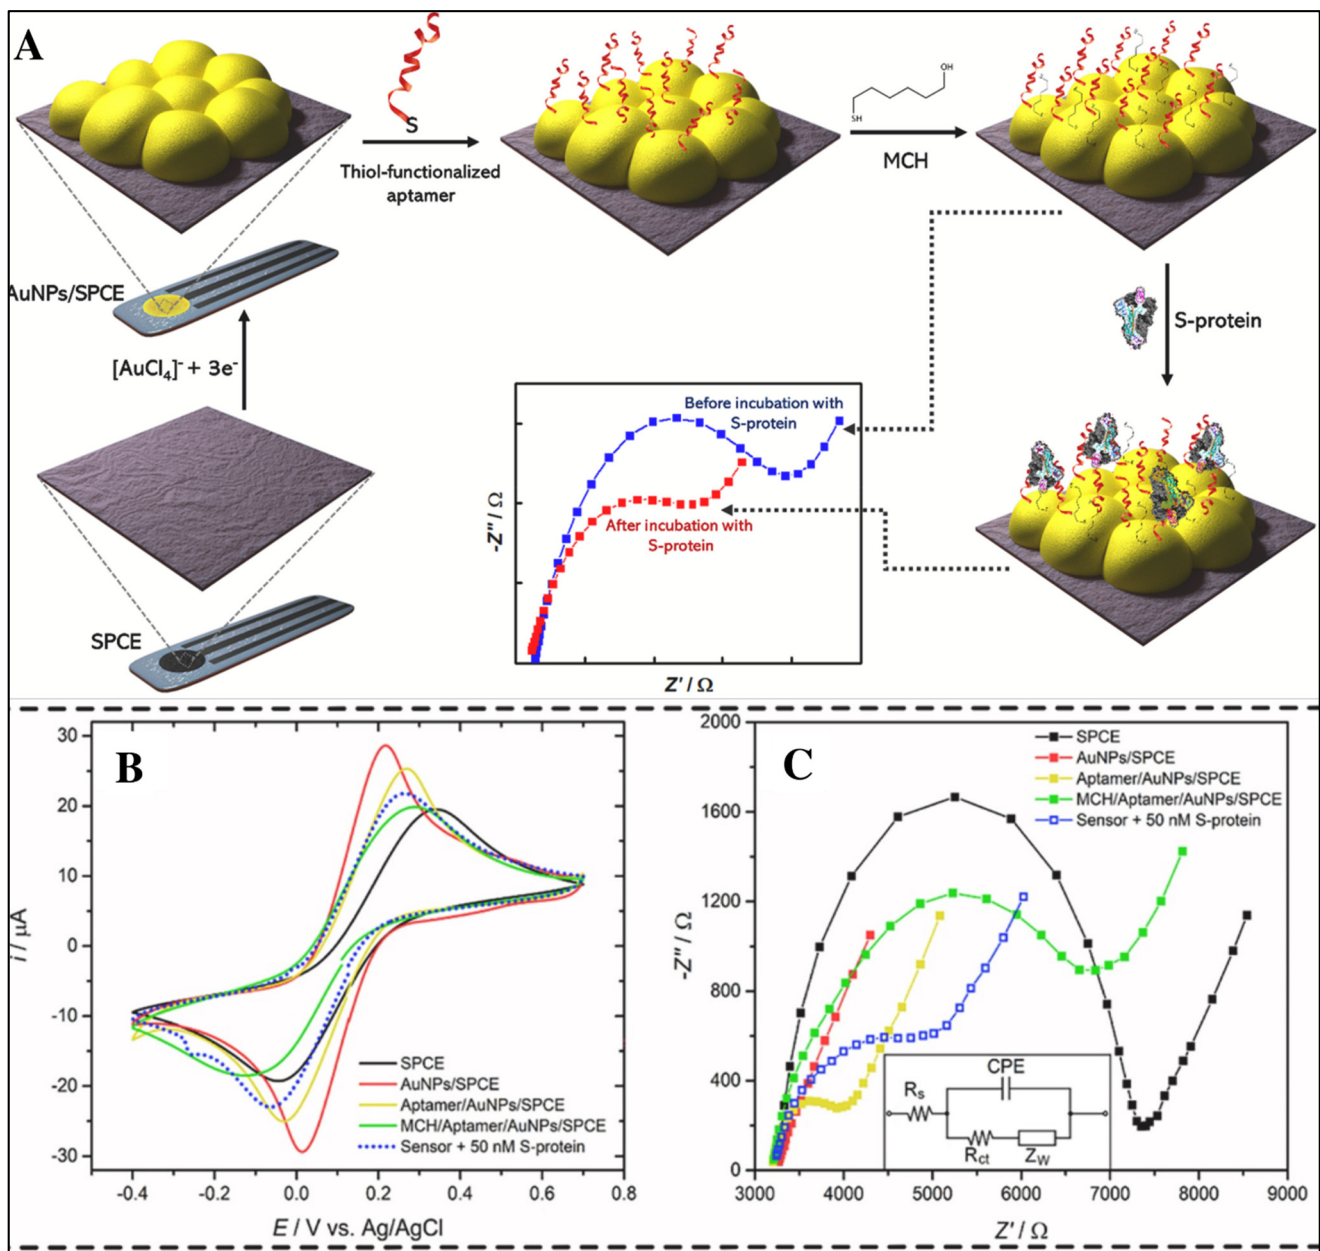 A
S
Thiol-functionalized
aptamer
OH
SH
MCH
AuNPs/SPCE
[AuCl₄]⁻ + 3e⁻
S-protein
SPCE
Before incubation with
S-protein
After incubation with
S-protein
-Z'' / Ω
Z' / Ω
B
30
20
10
0
-10
-20
-30
i / μA
-0.4 -0.2 0.0 0.2 0.4 0.6 0.8
E / V vs. Ag/AgCl
SPCE
AuNPs/SPCE
Aptamer/AuNPs/SPCE
MCH/Aptamer/AuNPs/SPCE
Sensor + 50 nM S-protein
C
2000
1600
1200
800
400
0
-Z'' / Ω
3000 4000 5000 6000 7000 8000 9000
Z' / Ω
SPCE
AuNPs/SPCE
Aptamer/AuNPs/SPCE
MCH/Aptamer/AuNPs/SPCE
Sensor + 50 nM S-protein
CPE
Rs
Rct
Zw